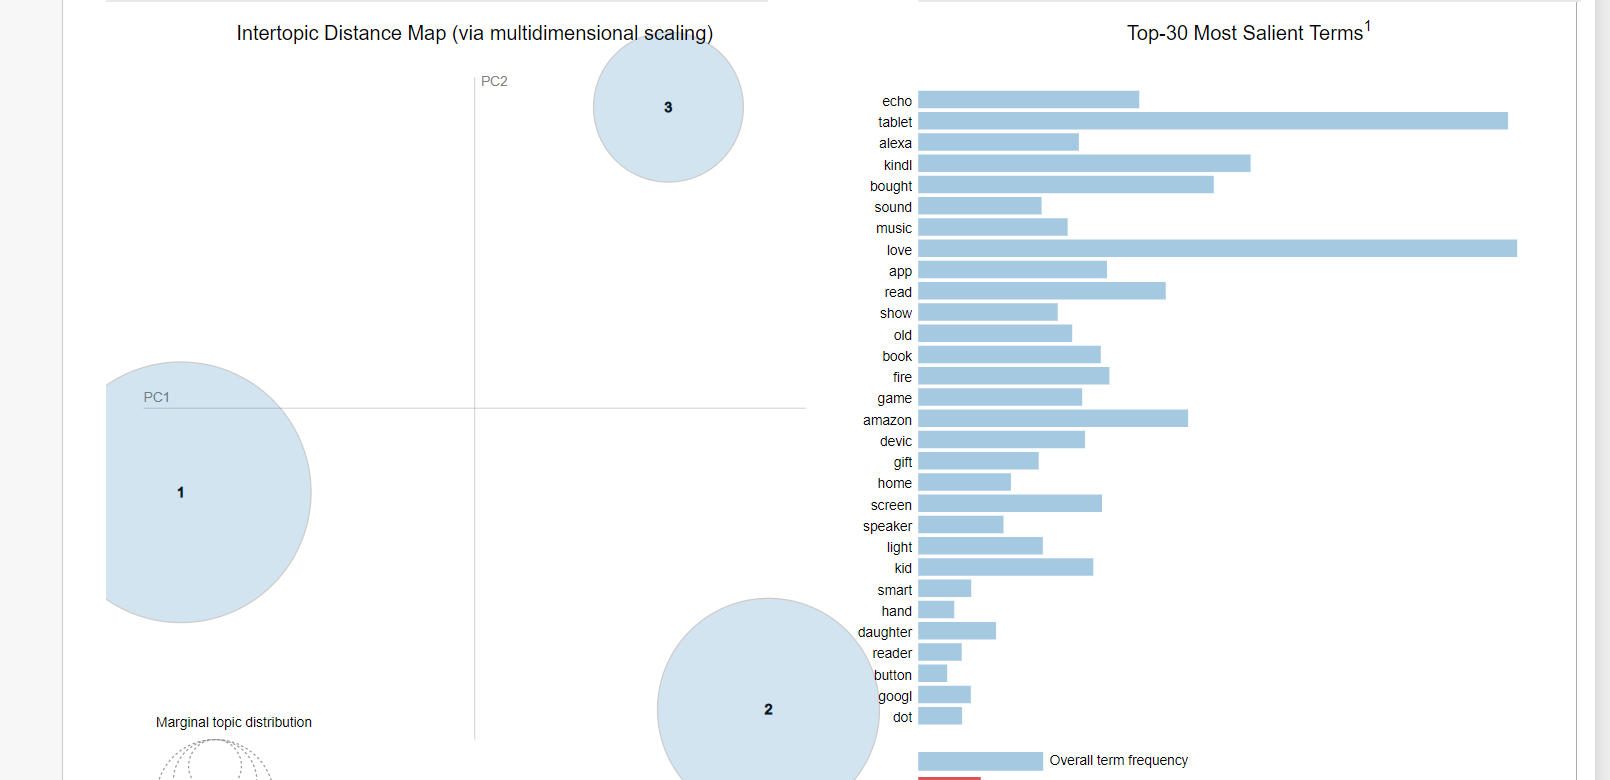 Intertopic Distance Map (via multidimensional scaling)
PC2
3
PC1
1
2
Marginal topic distribution
Top-30 Most Salient Terms1
echo
tablet
alexa
kindl
bought
sound
music
love
app
read
show
old
book
fire
game
amazon
devic
gift
home
screen
speaker
light
kid
smart
hand
daughter
reader
button
googl
dot
Overall term frequency